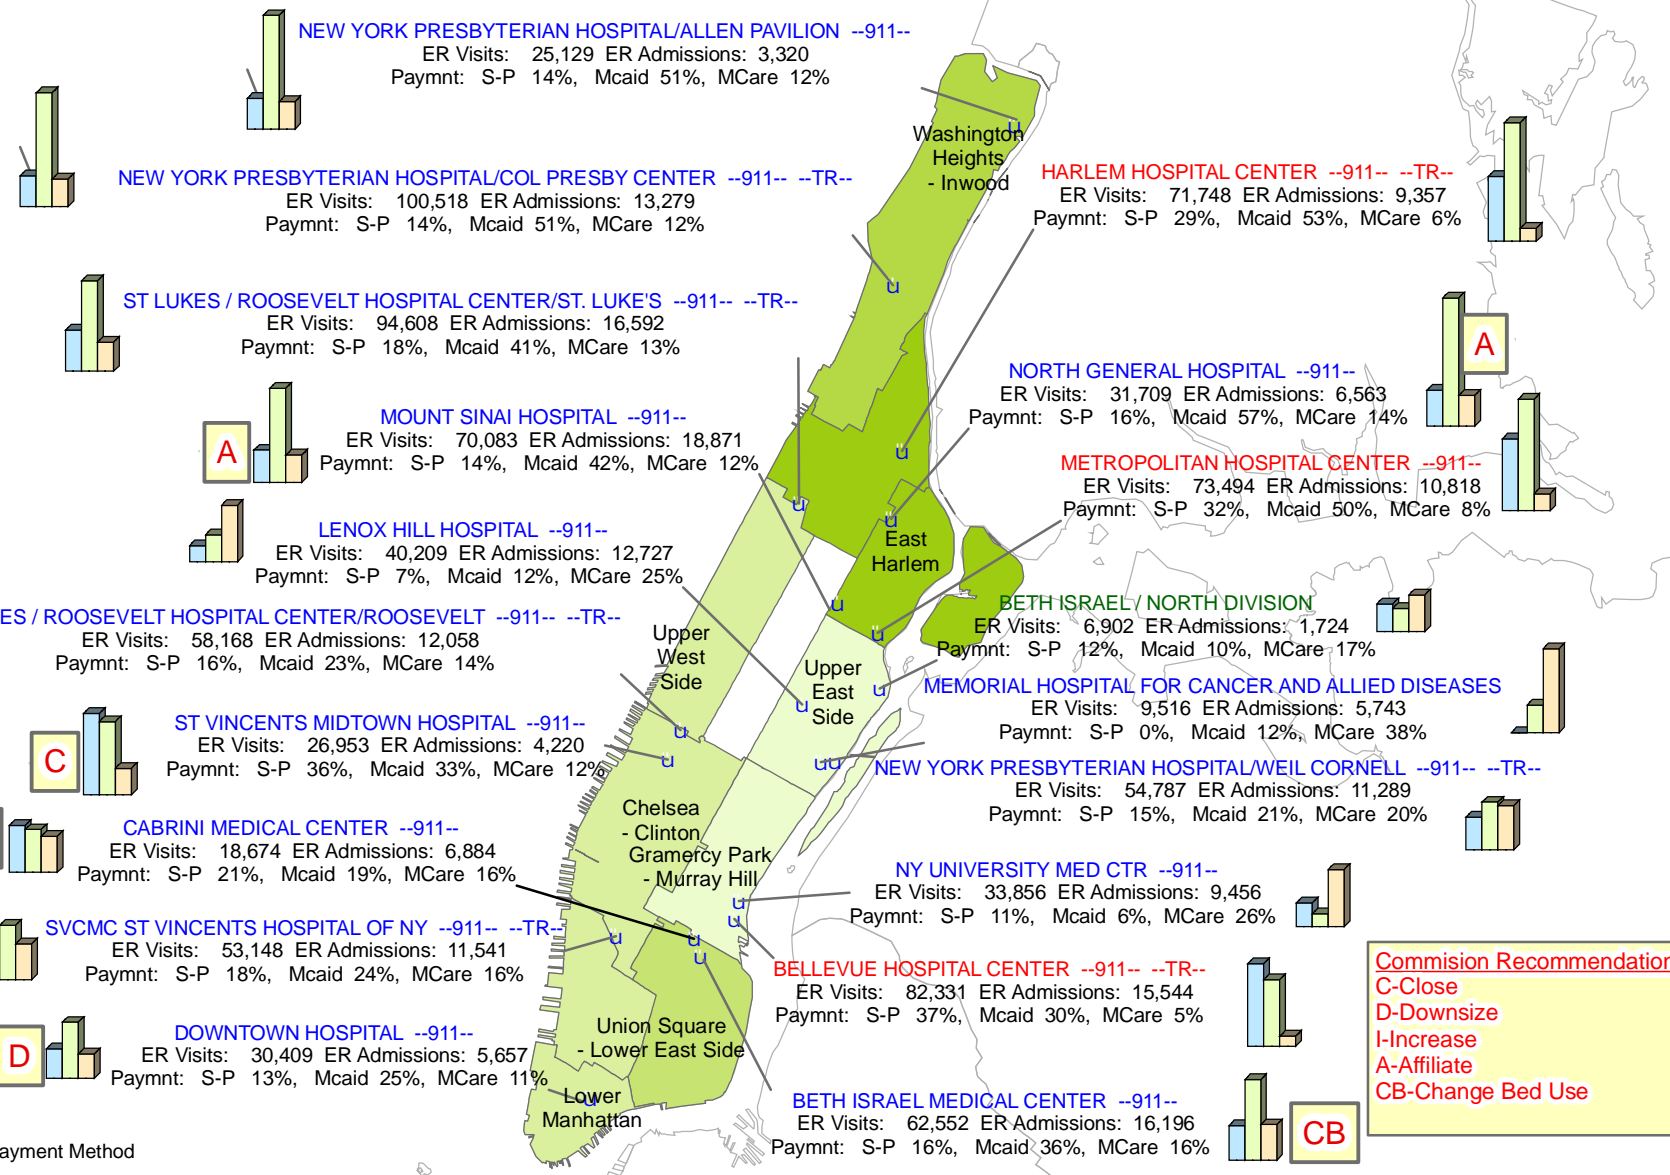 NEW YORK PRESBYTERIAN HOSPITAL/ALLEN PAVILION --911--
ER Visits: 25,129 ER Admissions: 3,320
Paymnt: S-P 14%, Mcaid 51%, MCare 12%
NEW YORK PRESBYTERIAN HOSPITAL/COL PRESBY CENTER --911-- --TR--
ER Visits: 100,518 ER Admissions: 13,279
Paymnt: S-P 14%, Mcaid 51%, MCare 12%
ST LUKES / ROOSEVELT HOSPITAL CENTER/ST. LUKE'S --911-- --TR--
ER Visits: 94,608 ER Admissions: 16,592
Paymnt: S-P 18%, Mcaid 41%, MCare 13%
A
MOUNT SINAI HOSPITAL --911--
ER Visits: 70,083 ER Admissions: 18,871
Paymnt: S-P 14%, Mcaid 42%, MCare 12%
LENOX HILL HOSPITAL --911--
ER Visits: 40,209 ER Admissions: 12,727
Paymnt: S-P 7%, Mcaid 12%, MCare 25%
ES / ROOSEVELT HOSPITAL CENTER/ROOSEVELT --911-- --TR--
ER Visits: 58,168 ER Admissions: 12,058
Paymnt: S-P 16%, Mcaid 23%, MCare 14%
C
ST VINCENTS MIDTOWN HOSPITAL --911--
ER Visits: 26,953 ER Admissions: 4,220
Paymnt: S-P 36%, Mcaid 33%, MCare 12%
CABRINI MEDICAL CENTER --911--
ER Visits: 18,674 ER Admissions: 6,884
Paymnt: S-P 21%, Mcaid 19%, MCare 16%
SVCMC ST VINCENTS HOSPITAL OF NY --911-- --TR--
ER Visits: 53,148 ER Admissions: 11,541
Paymnt: S-P 18%, Mcaid 24%, MCare 16%
D
DOWNTOWN HOSPITAL --911--
ER Visits: 30,409 ER Admissions: 5,657
Paymnt: S-P 13%, Mcaid 25%, MCare 11%
ayment Method
Washington
Heights
- Inwood
East
Harlem
Upper
West
Side
Upper
East
Side
Chelsea
- Clinton
Gramercy Park
- Murray Hill
Union Square
- Lower East Side
Lower
Manhattan
HARLEM HOSPITAL CENTER --911-- --TR--
ER Visits: 71,748 ER Admissions: 9,357
Paymnt: S-P 29%, Mcaid 53%, MCare 6%
A
NORTH GENERAL HOSPITAL --911--
ER Visits: 31,709 ER Admissions: 6,563
Paymnt: S-P 16%, Mcaid 57%, MCare 14%
METROPOLITAN HOSPITAL CENTER --911--
ER Visits: 73,494 ER Admissions: 10,818
Paymnt: S-P 32%, Mcaid 50%, MCare 8%
BETH ISRAEL / NORTH DIVISION
ER Visits: 6,902 ER Admissions: 1,724
Paymnt: S-P 12%, Mcaid 10%, MCare 17%
MEMORIAL HOSPITAL FOR CANCER AND ALLIED DISEASES
ER Visits: 9,516 ER Admissions: 5,743
Paymnt: S-P 0%, Mcaid 12%, MCare 38%
NEW YORK PRESBYTERIAN HOSPITAL/WEIL CORNELL --911-- --TR--
ER Visits: 54,787 ER Admissions: 11,289
Paymnt: S-P 15%, Mcaid 21%, MCare 20%
NY UNIVERSITY MED CTR --911--
ER Visits: 33,856 ER Admissions: 9,456
Paymnt: S-P 11%, Mcaid 6%, MCare 26%
BELLEVUE HOSPITAL CENTER --911-- --TR--
ER Visits: 82,331 ER Admissions: 15,544
Paymnt: S-P 37%, Mcaid 30%, MCare 5%
BETH ISRAEL MEDICAL CENTER --911--
ER Visits: 62,552 ER Admissions: 16,196
Paymnt: S-P 16%, Mcaid 36%, MCare 16%
CB
Commision Recommendation
C-Close
D-Downsize
I-Increase
A-Affiliate
CB-Change Bed Use